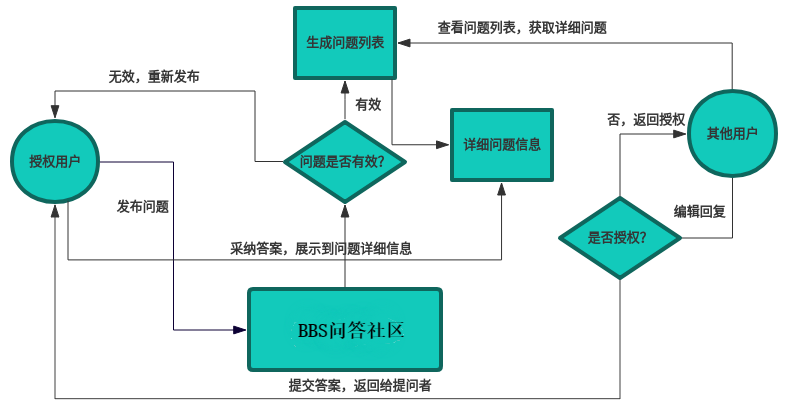 查看问题列表，获取详细问题
生成问题列表
无效，重新发布
有效
否，返回授权
其他用户
详细问题信息
授权用户
问题是否有效?
发布问题
编辑回复
是否授权?
采纳答案，展示到问题详细信息
BBS问答社区
提交答案，返回给提问者